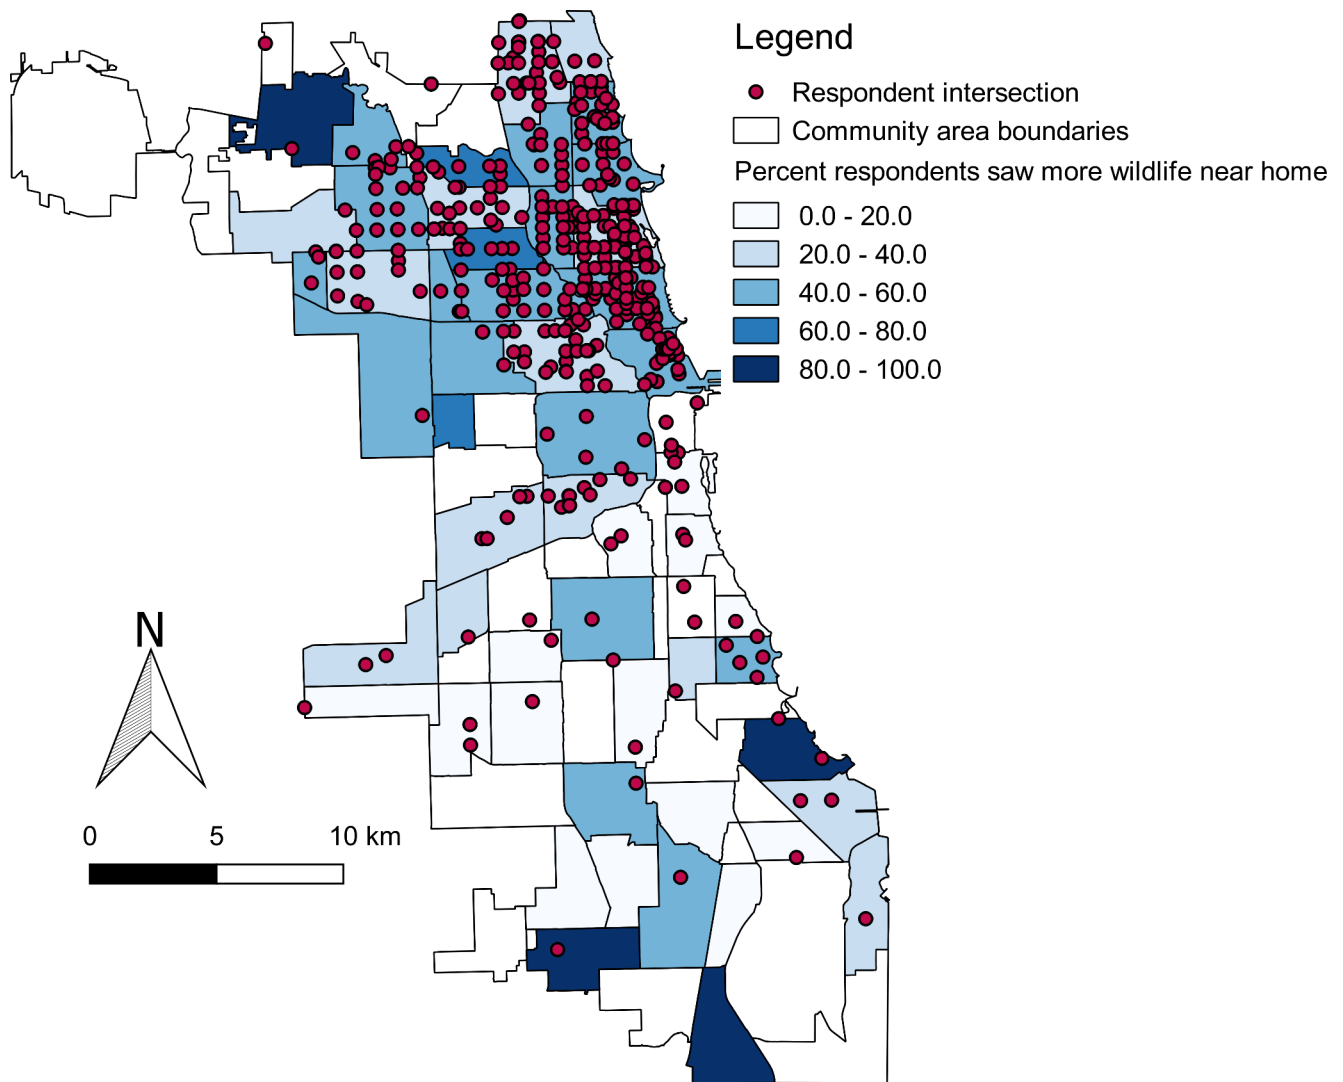 Legend
Respondent intersection
Community area boundaries
Percent respondents saw more wildlife near home
0.0 - 20.0
20.0 - 40.0
40.0 - 60.0
60.0 - 80.0
80.0 - 100.0
N
0 5 10 km